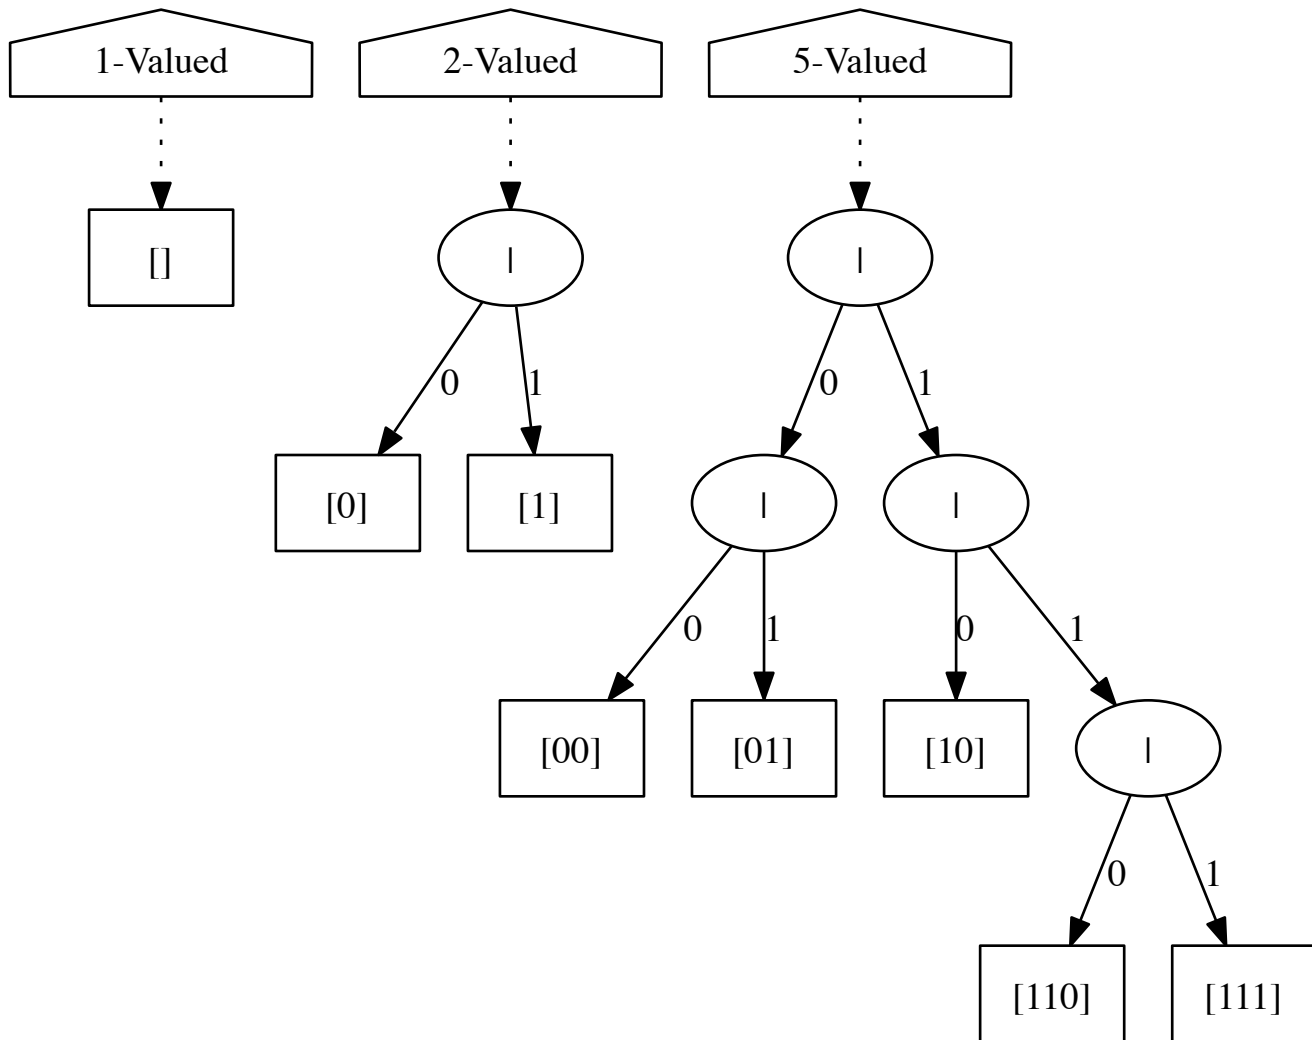 1-Valued 2-Valued 5-Valued
[] | |
0 1 0 1
[0] [1] | |
0 1 0 1
[00] [01] [10] |
0 1
[110] [111]